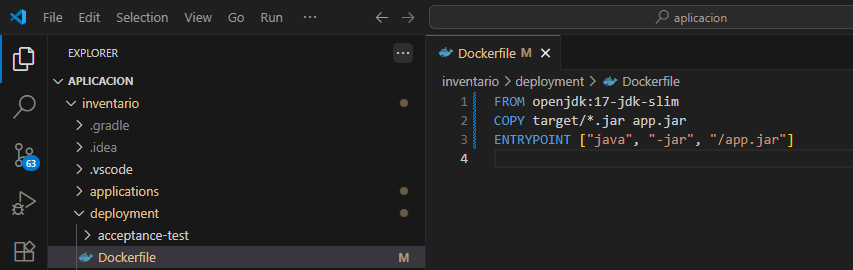 File Edit Selection View Go Run ... aplicacion
EXPLORER ...
APLICACION
inventario
.gradle
.idea
.vscode
applications
deployment
acceptance-test
Dockerfile M
63
Dockerfile M
inventario > deployment > Dockerfile
1 FROM openjdk:17-jdk-slim
2 COPY target/*.jar app.jar
3 ENTRYPOINT ["java", "-jar", "/app.jar"]
4